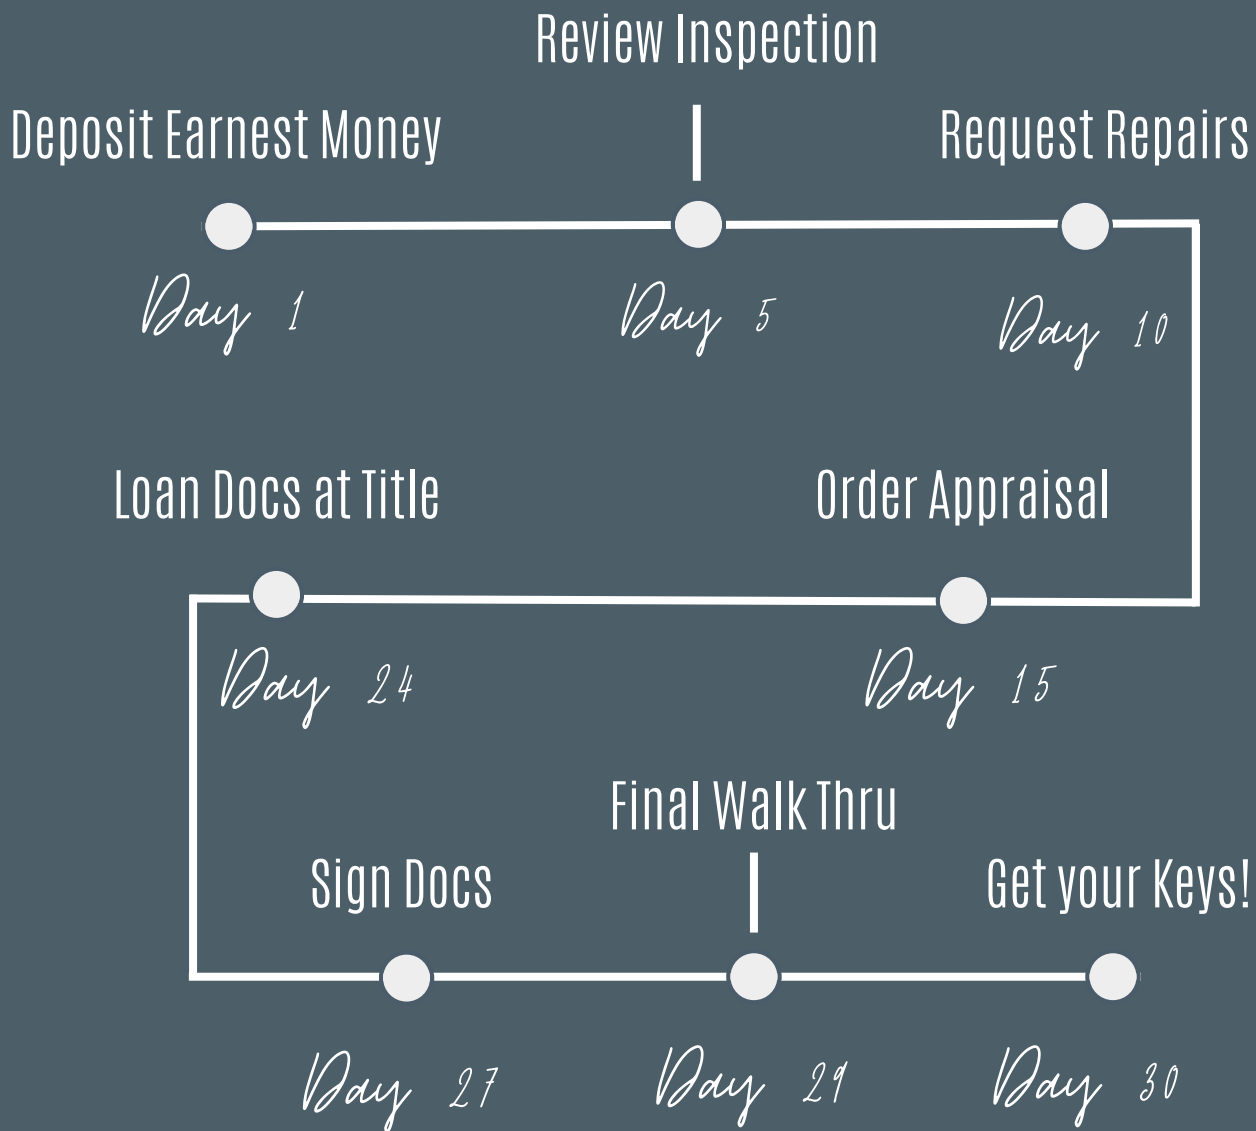 Review Inspection
Deposit Earnest Money
Request Repairs
Day 1
Day 5
Day 10
Order Appraisal
Loan Docs at Title
Day 15
Day 24
Final Walk Thru
Sign Docs
Get your Keys!
Day 27
Day 29
Day 30